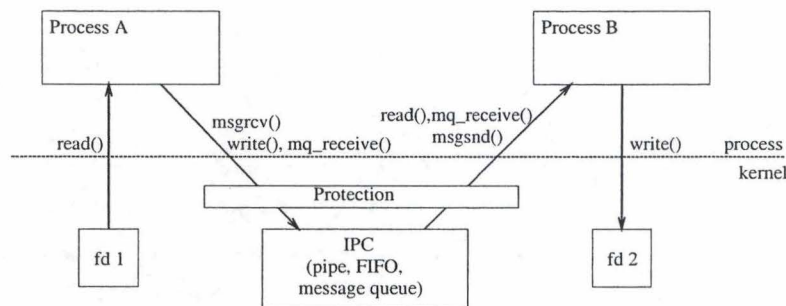 Process A
Process B
msgrcv()
write(), mq_receive()
read(),mq_receive()
msgsnd()
read()
write()
process
kernel
Protection
fd 1
IPC
(pipe, FIFO,
message queue)
fd 2